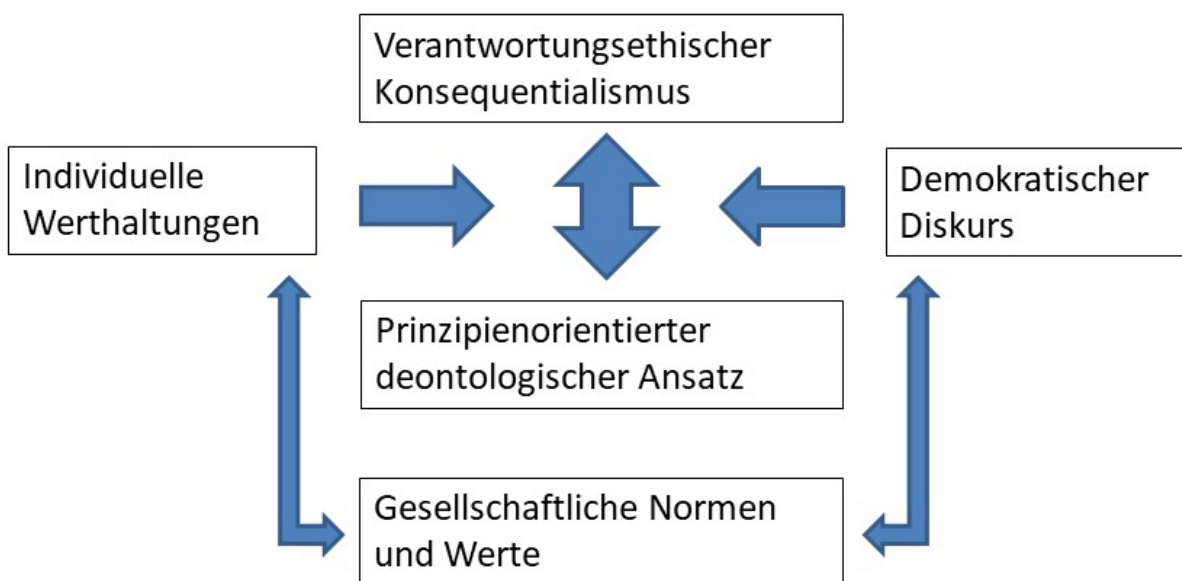 Verantwortungsethischer
Konsequentialismus
Individuelle
Werthaltungen
Demokratischer
Diskurs
Prinzipienorientierter
deontologischer Ansatz
Gesellschaftliche Normen
und Werte